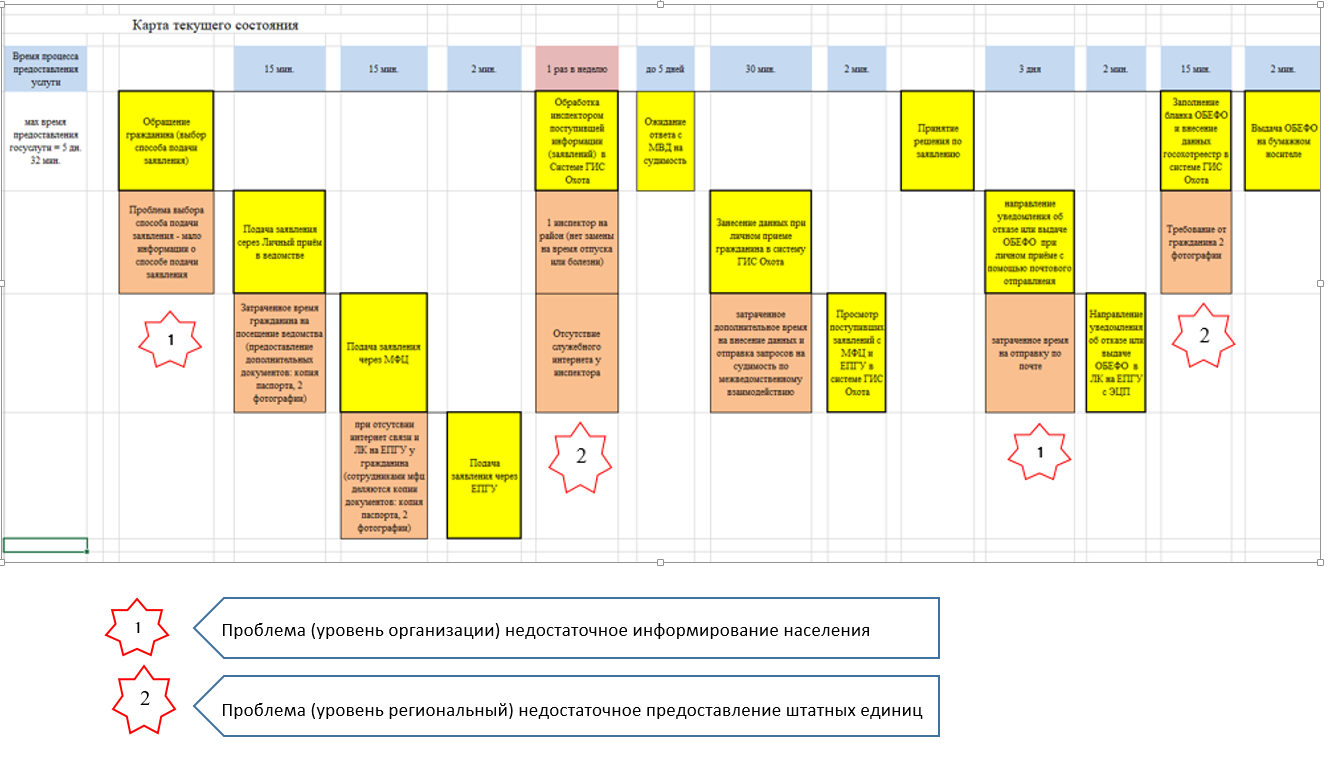 Карта текущего состояния
Время процесса
предоставления
услуги
15 мин.
15 мин.
2 мин.
1 раз в неделю
до 5 дней
30 мин.
2 мин.
3 дня
2 мин.
15 мин.
2 мин.
мах время
предоставления
госуслуги = 5 дн.
32 мин.
Обращение
гражданина (выбор
способа подачи
заявления)
Обработка
инспектором
поступившей
информации
(заявлений) в
Системе ГИС
Охота
Ожидание
ответа с
МВД на
судимость
Принятие
решения по
заявлению
Заполнение
бланка ОБЕФО
и внесение
данных
госохотреестр в
системе ГИС
Охота
Выдача ОБЕФО
на бумажном
носителе
Проблема выбора
способа подачи
заявления - мало
информации о
способе подачи
заявления
Подача заявления
серез Личный приём
в ведомстве
1 инспектор на
район (нет замены
на время отпуска
или болезни)
Занесение данных при
личном приеме
гражданина в систему
ГИС Охота
направление
уведомления об
отказе или выдаче
ОБЕФО при
личном приёме с
помощью почтового
отправлнеия
Требование от
гражданина 2
фотографии
1
Затраченное время
гражданина на
посещение ведомства
(предоставление
дополнительных
документов: копия
паспорта, 2
фотографии)
Подача заявления
через МФЦ
Отсутствие
служебного
интернета у
инспектора
затраченное
дополнительное время
на внесение данных и
отправка запросов на
судимость по
межведомственному
взаимодействию
Просмотр
поступивших
заявлений с
МФЦ и
ЕПГУ в
системе ГИС
Охота
затраченное время
на отправку по
почте
Направление
уведомления
об отказе или
выдаче
ОБЕФО в
ЛК на ЕПГУ
с ЭЦП
2
при отсутсвии
интернет связи и
ЛК на ЕПГУ у
гражданина
(сотрудниками мфц
деляются копии
документов: копия
паспорта, 2
фотографии)
Подача
заявления через
ЕПГУ
2
1
1
Проблема (уровень организации) недостаточное информирование населения
2
Проблема (уровень региональный) недостаточное предоставление штатных единиц